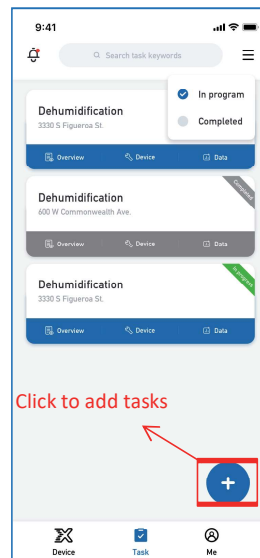 9:41
Search task keywords
In program
Completed
Dehumidification
3330 S Figueroa St.
Overview Device Data
Completed
Dehumidification
600 W Commonwealth Ave.
Overview Device Data
In progress
Dehumidification
3330 S Figueroa St.
Overview Device Data
Click to add tasks
+
Device Task Me